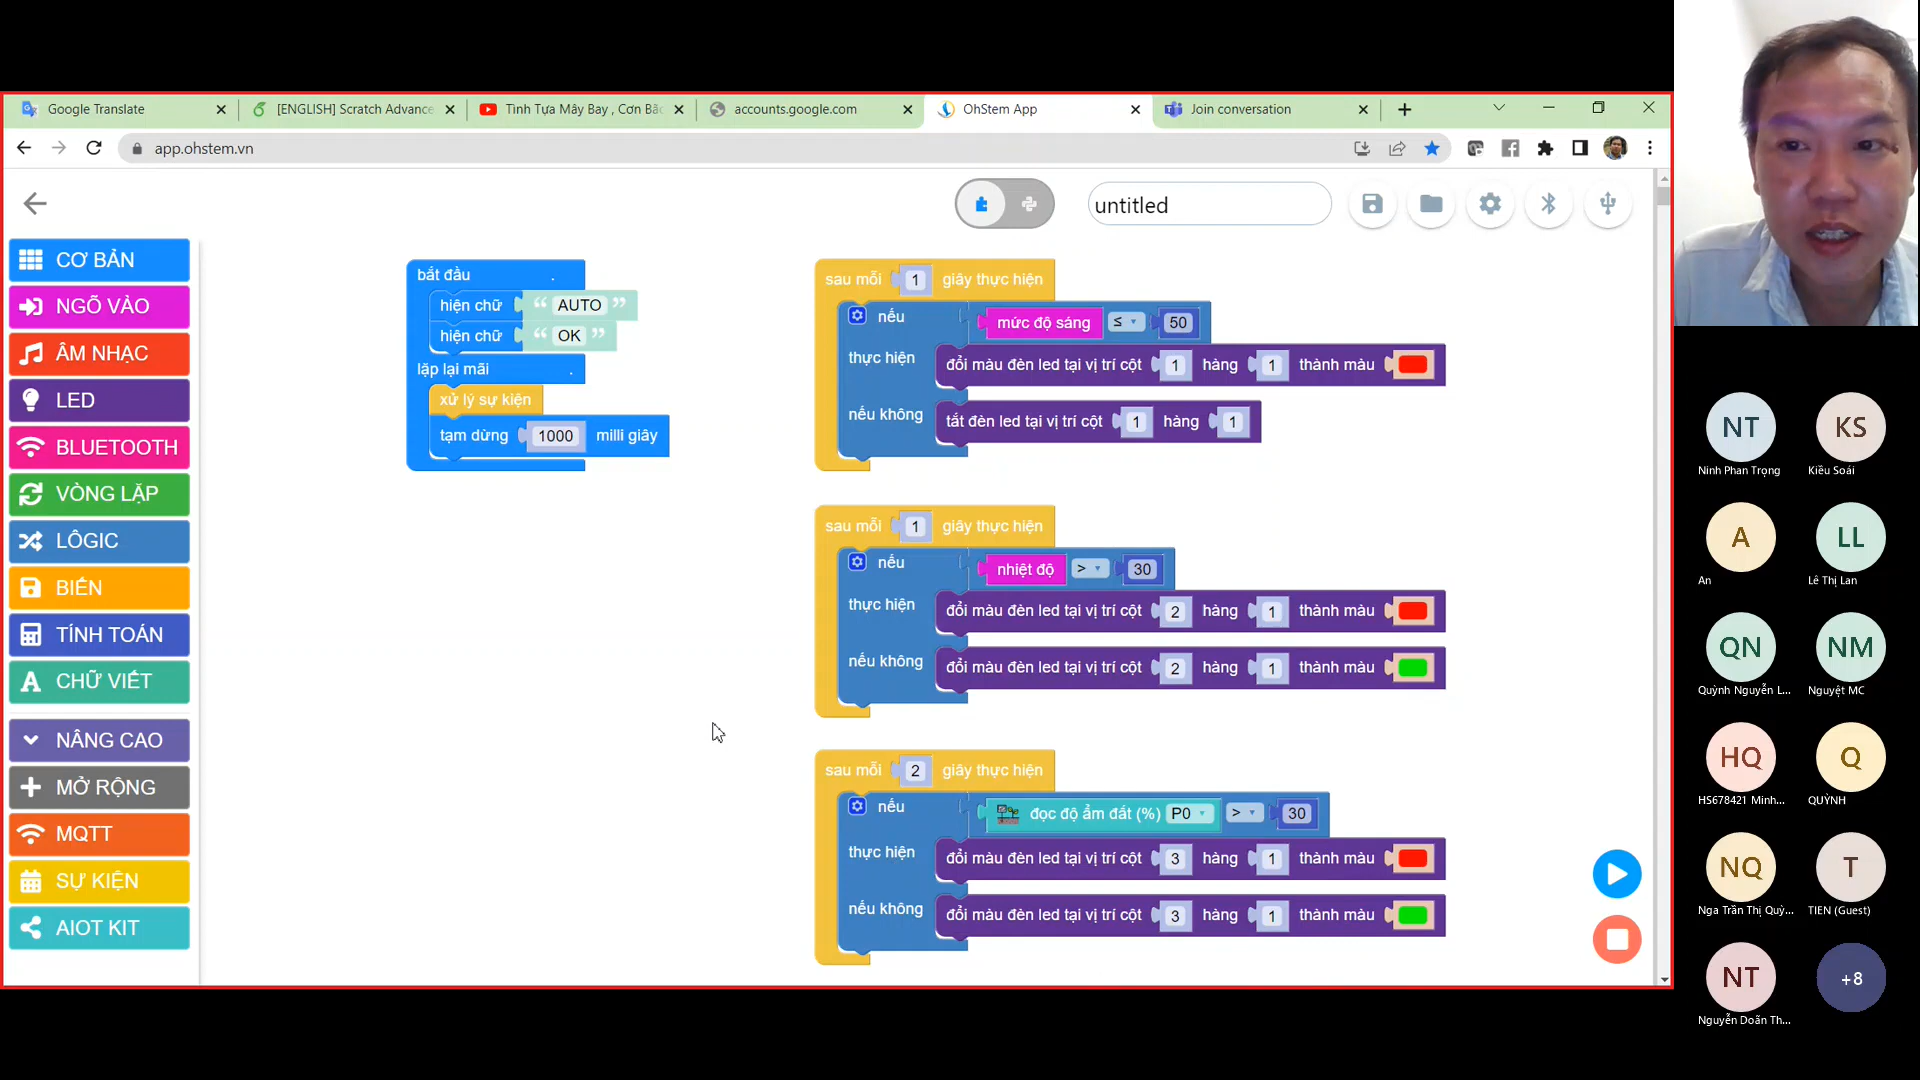 Google Translate
[ENGLISH] Scratch Advance
Tình Tựa Mây Bay , Cơn Bão
accounts.google.com
OhStem App
Join conversation
app.ohstem.vn
untitled
CƠ BẢN
NGÕ VÀO
ÂM NHẠC
LED
BLUETOOTH
VÒNG LẶP
LÔGIC
BIẾN
TÍNH TOÁN
CHỮ VIẾT
NÂNG CAO
MỞ RỘNG
MQTT
SỰ KIỆN
AIOT KIT
bắt đầu .
hiện chữ “ AUTO ”
hiện chữ “ OK ”
lặp lại mãi .
xử lý sự kiện
tạm dừng 1000 mili giây
sau mỗi 1 giây thực hiện
nếu mức độ sáng ≤ 50
thực hiện đổi màu đèn led tại vị trí cột 1 hàng 1 thành màu
nếu không tắt đèn led tại vị trí cột 1 hàng 1
sau mỗi 1 giây thực hiện
nếu nhiệt độ > 30
thực hiện đổi màu đèn led tại vị trí cột 2 hàng 1 thành màu
nếu không đổi màu đèn led tại vị trí cột 2 hàng 1 thành màu
sau mỗi 2 giây thực hiện
nếu đọc độ ẩm đất (%) P0 > 30
thực hiện đổi màu đèn led tại vị trí cột 3 hàng 1 thành màu
nếu không đổi màu đèn led tại vị trí cột 3 hàng 1 thành màu
NT KS
Ninh Phan Trọng Kiều Soái
A LL
An Lê Thị Lan
QN NM
Quỳnh Nguyễn L... Nguyệt MC
HQ Q
HS678421 Minh... QUỲNH
NQ T
Nga Trần Thị Quỳ... TIEN (Guest)
NT +8
Nguyễn Doãn Th...